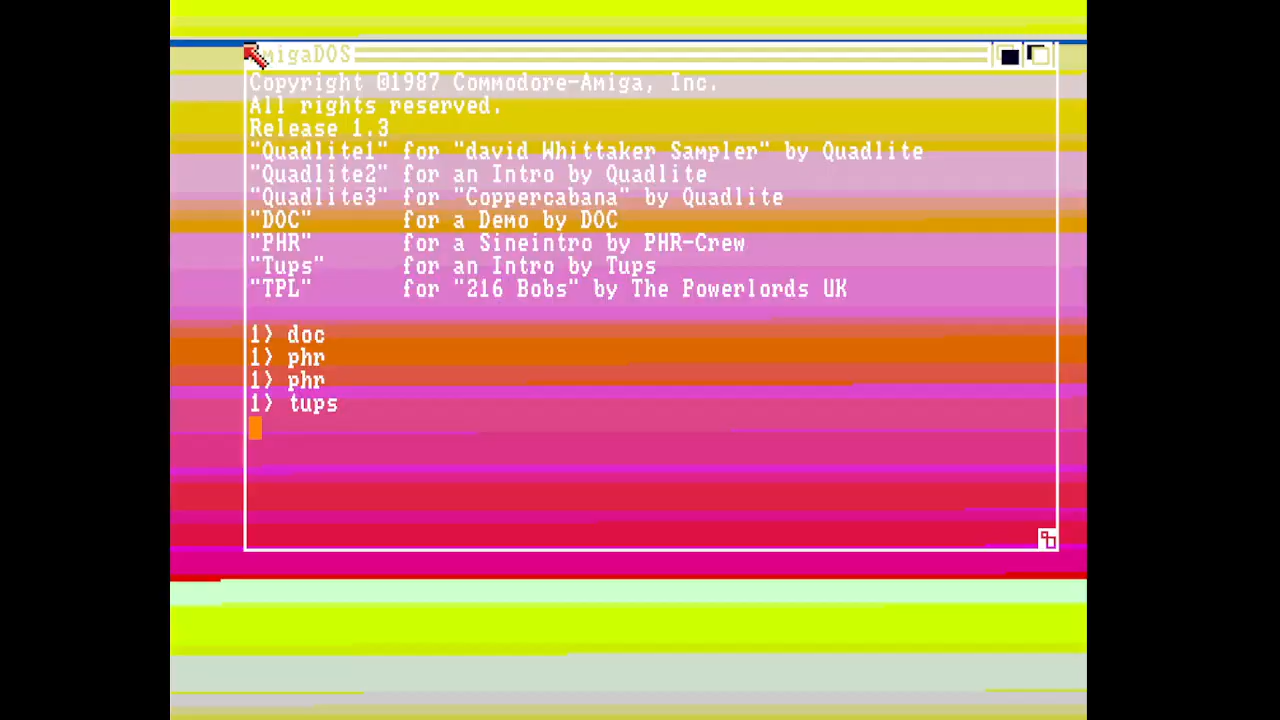 AmigaDOS
Copyright ©1987 Commodore-Amiga, Inc.
All rights reserved.
Release 1.3
"Quadlite1" for "david Whittaker Sampler" by Quadlite
"Quadlite2" for an Intro by Quadlite
"Quadlite3" for "Coppercabana" by Quadlite
"DOC" for a Demo by DOC
"PHR" for a Sineintro by PHR-Crew
"Tups" for an Intro by Tups
"TPL" for "216 Bobs" by The Powerlords UK
1> doc
1> phr
1> phr
1> tups